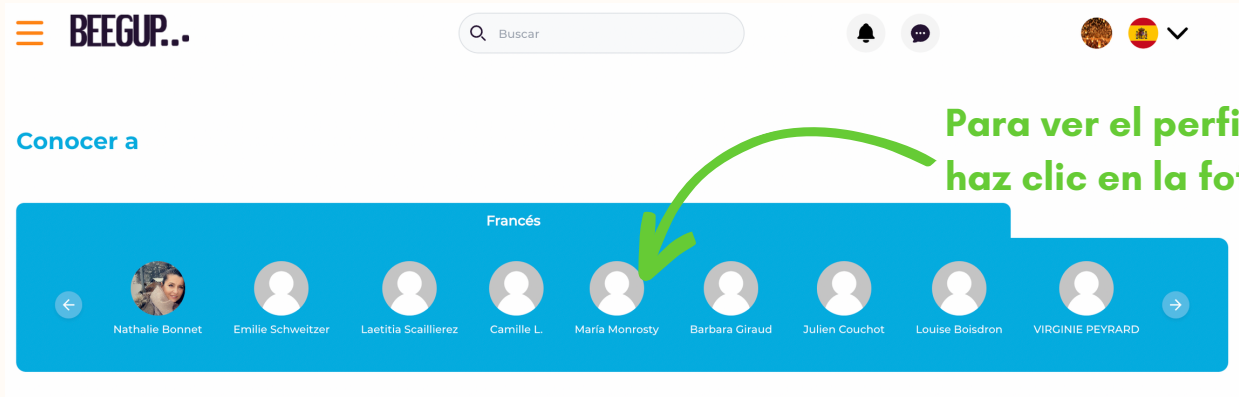 BEEGUP...
Buscar
Conocer a
Para ver el perfi
haz clic en la fot
Francés
Nathalie Bonnet
Emilie Schweitzer
Laetitia Scaillierez
Camille L.
María Monrosty
Barbara Giraud
Julien Couchot
Louise Boisdron
VIRGINIE PEYRARD